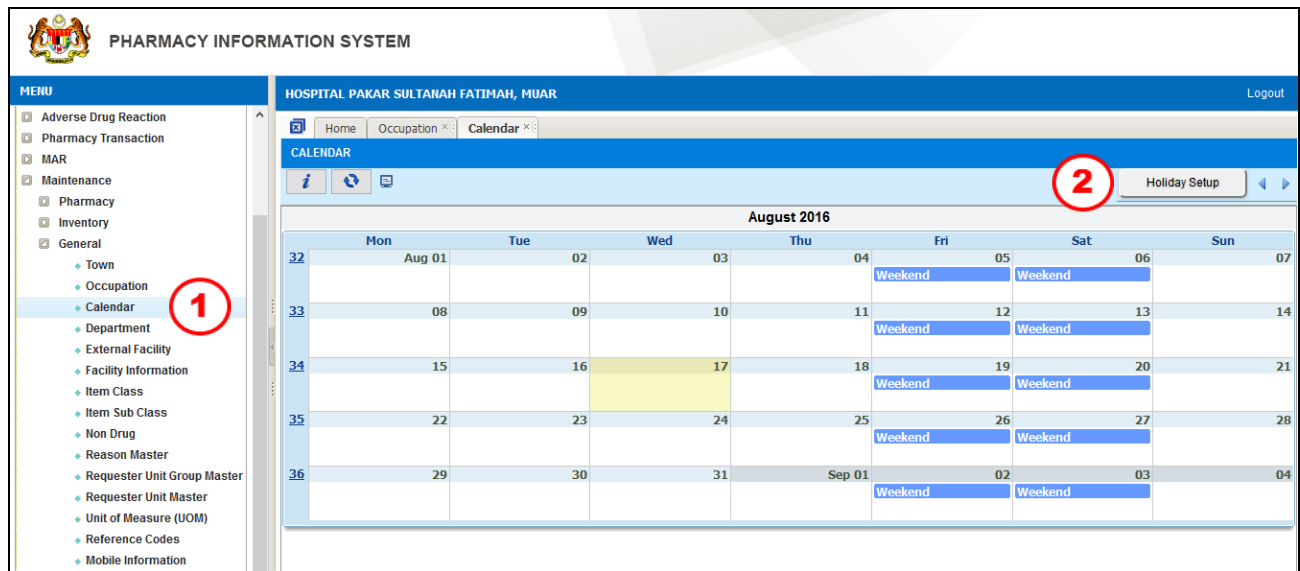 PHARMACY INFORMATION SYSTEM
MENU
Adverse Drug Reaction
Pharmacy Transaction
MAR
Maintenance
Pharmacy
Inventory
General
Town
Occupation
Calendar
1
Department
External Facility
Facility Information
Item Class
Item Sub Class
Non Drug
Reason Master
Requester Unit Group Master
Requester Unit Master
Unit of Measure (UOM)
Reference Codes
Mobile Information
HOSPITAL PAKAR SULTANAH FATIMAH, MUAR Logout
Home Occupation Calendar
CALENDAR
i 2 Holiday Setup
August 2016
Mon Tue Wed Thu Fri Sat Sun
32 Aug 01 02 03 04 05 06 07
Weekend Weekend
33 08 09 10 11 12 13 14
Weekend Weekend
34 15 16 17 18 19 20 21
Weekend Weekend
35 22 23 24 25 26 27 28
Weekend Weekend
36 29 30 31 Sep 01 02 03 04
Weekend Weekend